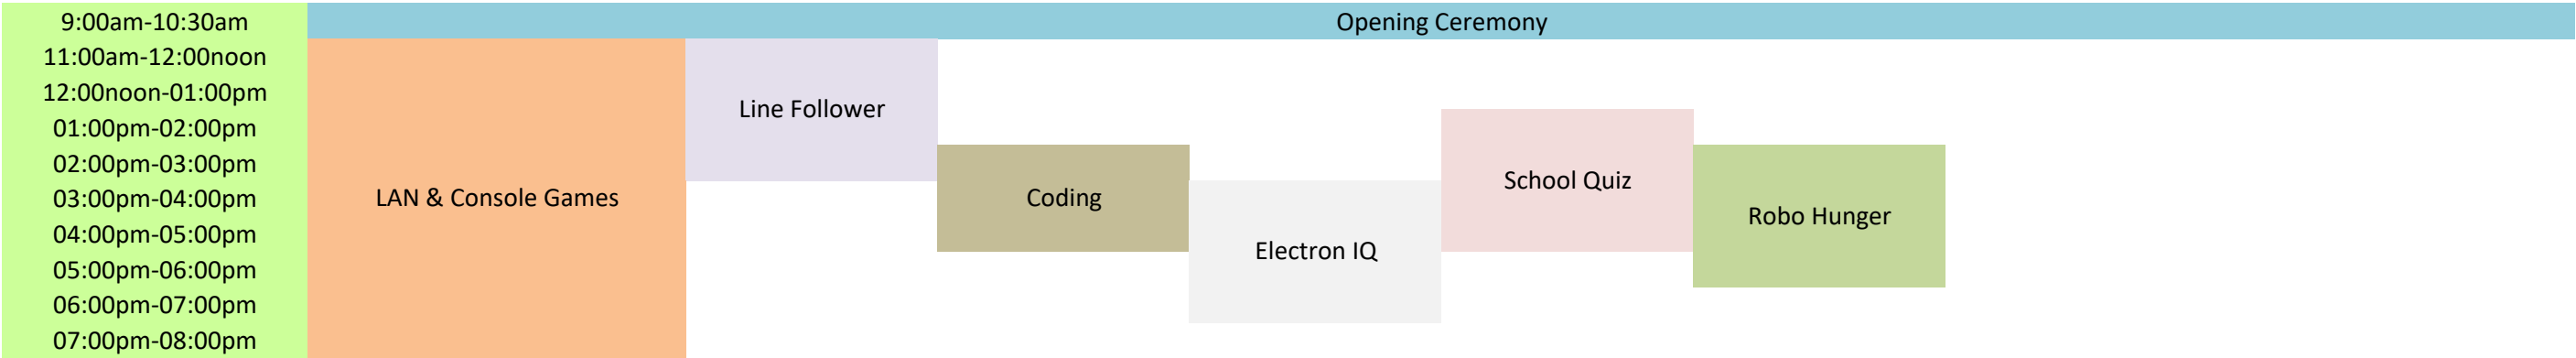 9:00am-10:30am
Opening Ceremony
11:00am-12:00noon
12:00noon-01:00pm
Line Follower
01:00pm-02:00pm
02:00pm-03:00pm
School Quiz
03:00pm-04:00pm
LAN & Console Games
Coding
Robo Hunger
04:00pm-05:00pm
Electron IQ
05:00pm-06:00pm
06:00pm-07:00pm
07:00pm-08:00pm